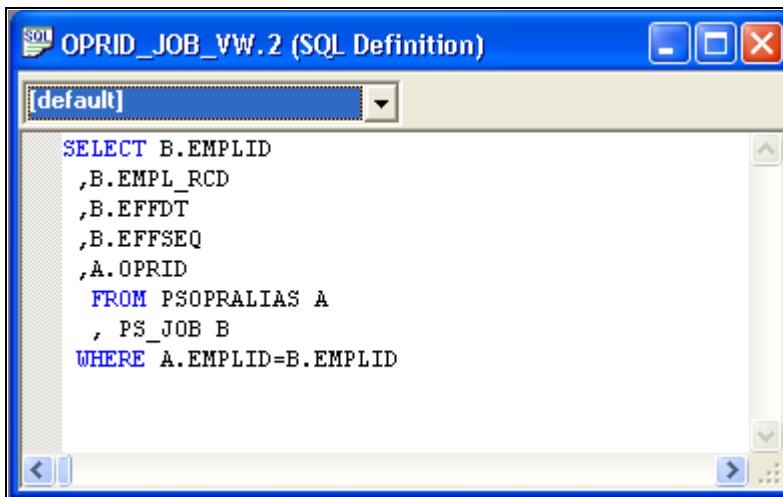 OPRID_JOB_VW.2 (SQL Definition)
[default]
SELECT B.EMPLID
,B.EMPL_RCD
,B.EFFDT
,B.EFFSEQ
,A.OPRID
FROM PSOPRALIAS A
, PS_JOB B
WHERE A.EMPLID=B.EMPLID